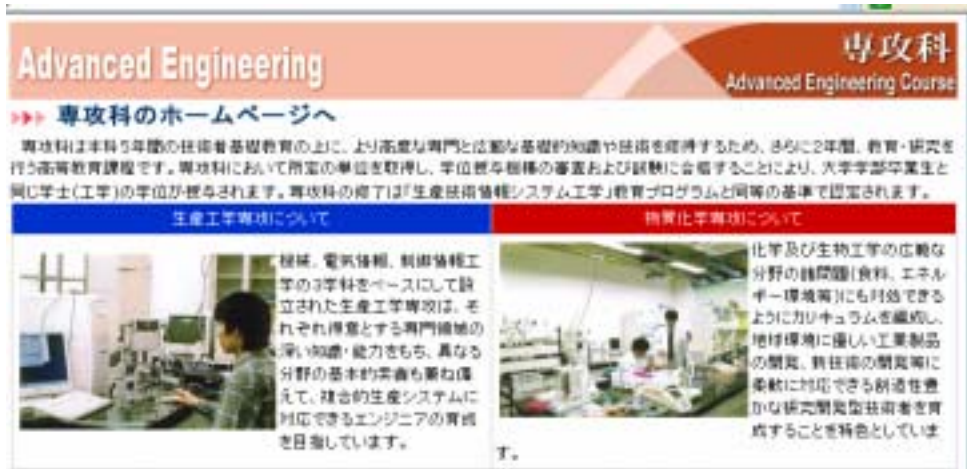 Advanced Engineering
専攻科
Advanced Engineering Course
専攻科のホームページへ
専攻科は本科5年間の技術者基礎教育の上に、より高度な専門と広範な基礎的知識や技術を修得するため、さらに2年間、教育・研究を
行う高等教育課程です。専攻科において所定の単位を取得し、学位授与機構の審査および試験に合格することにより、大学学部卒業生と
同じ学士(工学)の学位が授与されます。専攻科の修了は「生産技術情報システム工学」教育プログラムと同等の基準で認定されます。
生産工学専攻について
機械、電気情報、制御情報工
学の3学科をベースにして設
立された生産工学専攻は、そ
れぞれ得意とする専門領域の
深い知識・能力をもち、異なる
分野の基本的素養も兼ね備
えて、複合的生産システムに
対応できるエンジニアの育成
を目指しています。
物質化学専攻について
化学及び生物工学の広範な
分野の諸問題(食料、エネル
ギー環境等)にも対処できる
ようにカリキュラムを編成し、
地球環境に優しい工業製品
の開発、新技術の開発等に
柔軟に対応できる創造性豊
かな研究開発型技術者を育
成することを特色としていま
す。